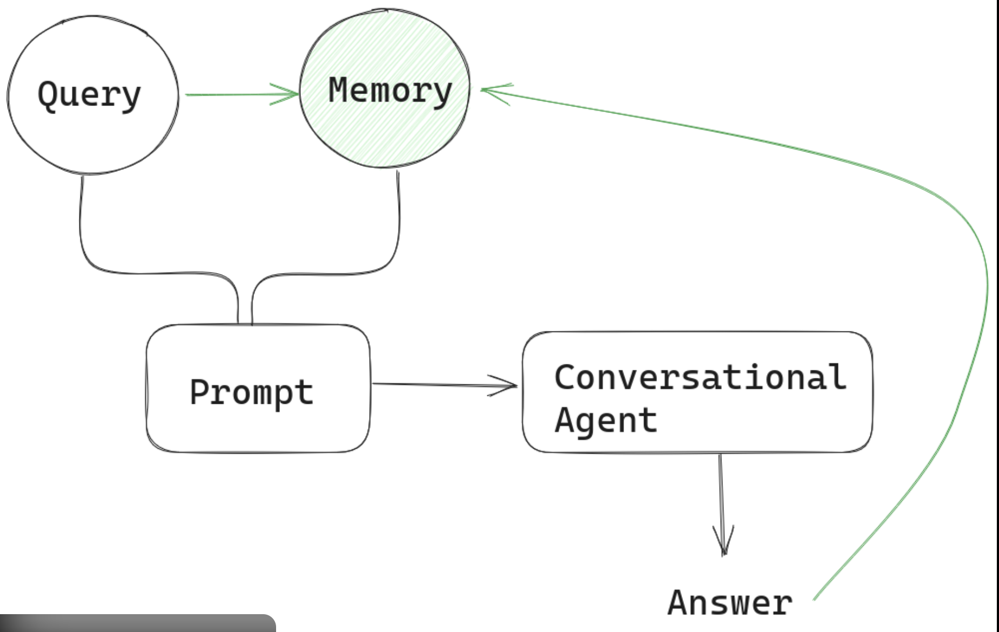 Query
Memory
Prompt
Conversational
Agent
Answer